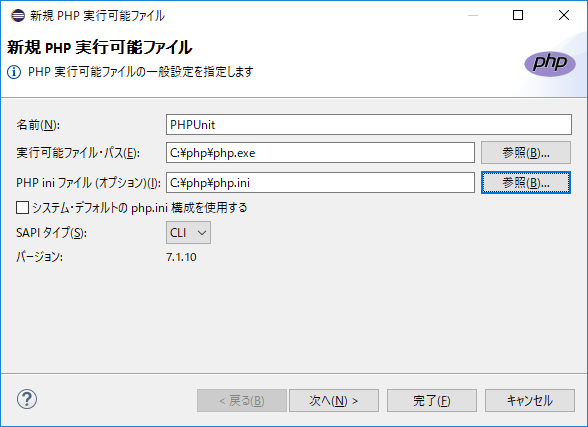 新規 PHP 実行可能ファイル
新規 PHP 実行可能ファイル
PHP 実行可能ファイルの一般設定を指定します
php
名前(N): PHPUnit
実行可能ファイル・パス(E): C:¥php¥php.exe 参照(B)...
PHP ini ファイル (オプション)(I): C:¥php¥php.ini 参照(B)...
システム・デフォルトの php.ini 構成を使用する
SAPI タイプ(S): CLI
バージョン: 7.1.10
? < 戻る(B) 次へ(N) > 完了(F) キャンセル